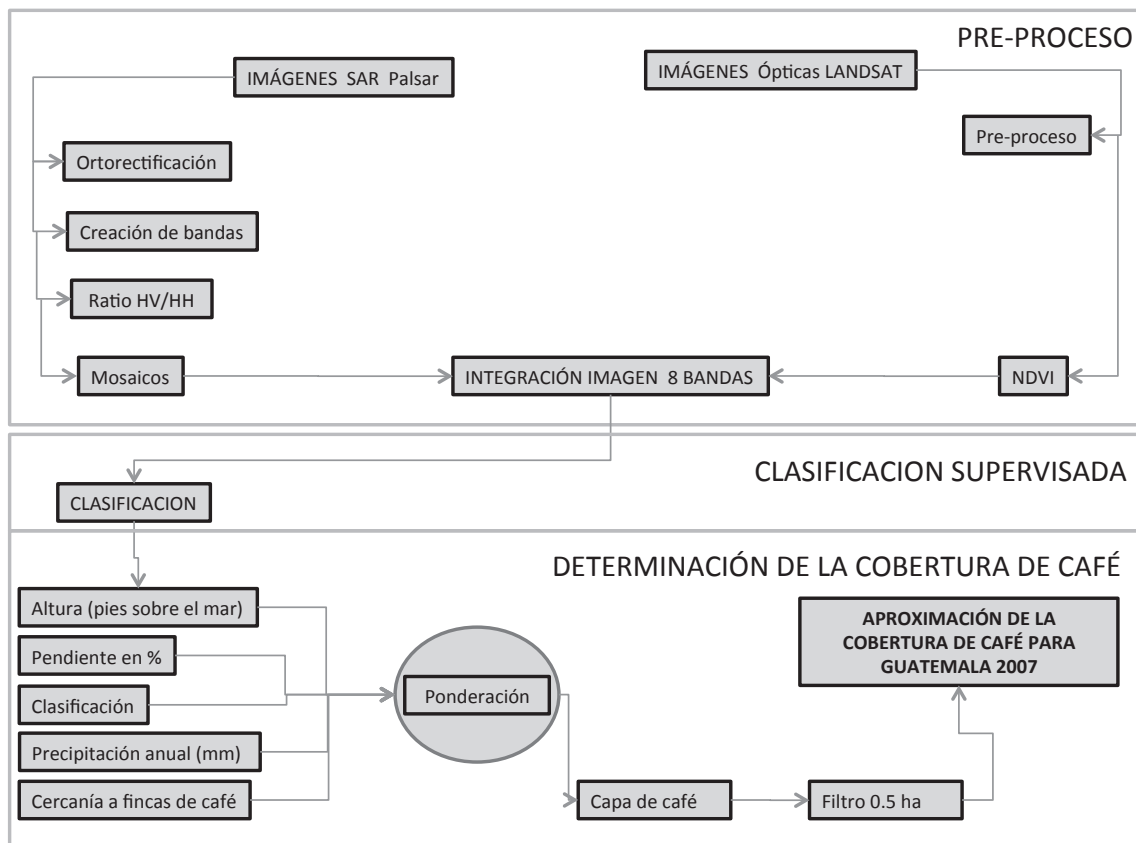 PRE-PROCESO
IMÁGENES SAR Palsar
IMÁGENES Ópticas LANDSAT
Pre-proceso
Ortorectificación
Creación de bandas
Ratio HV/HH
Mosaicos
INTEGRACIÓN IMAGEN 8 BANDAS
NDVI
CLASIFICACION SUPERVISADA
CLASIFICACION
DETERMINACIÓN DE LA COBERTURA DE CAFÉ
Altura (pies sobre el mar)
Pendiente en %
Clasificación
Precipitación anual (mm)
Cercanía a fincas de café
Ponderación
Capa de café
Filtro 0.5 ha
APROXIMACIÓN DE LA
COBERTURA DE CAFÉ PARA
GUATEMALA 2007